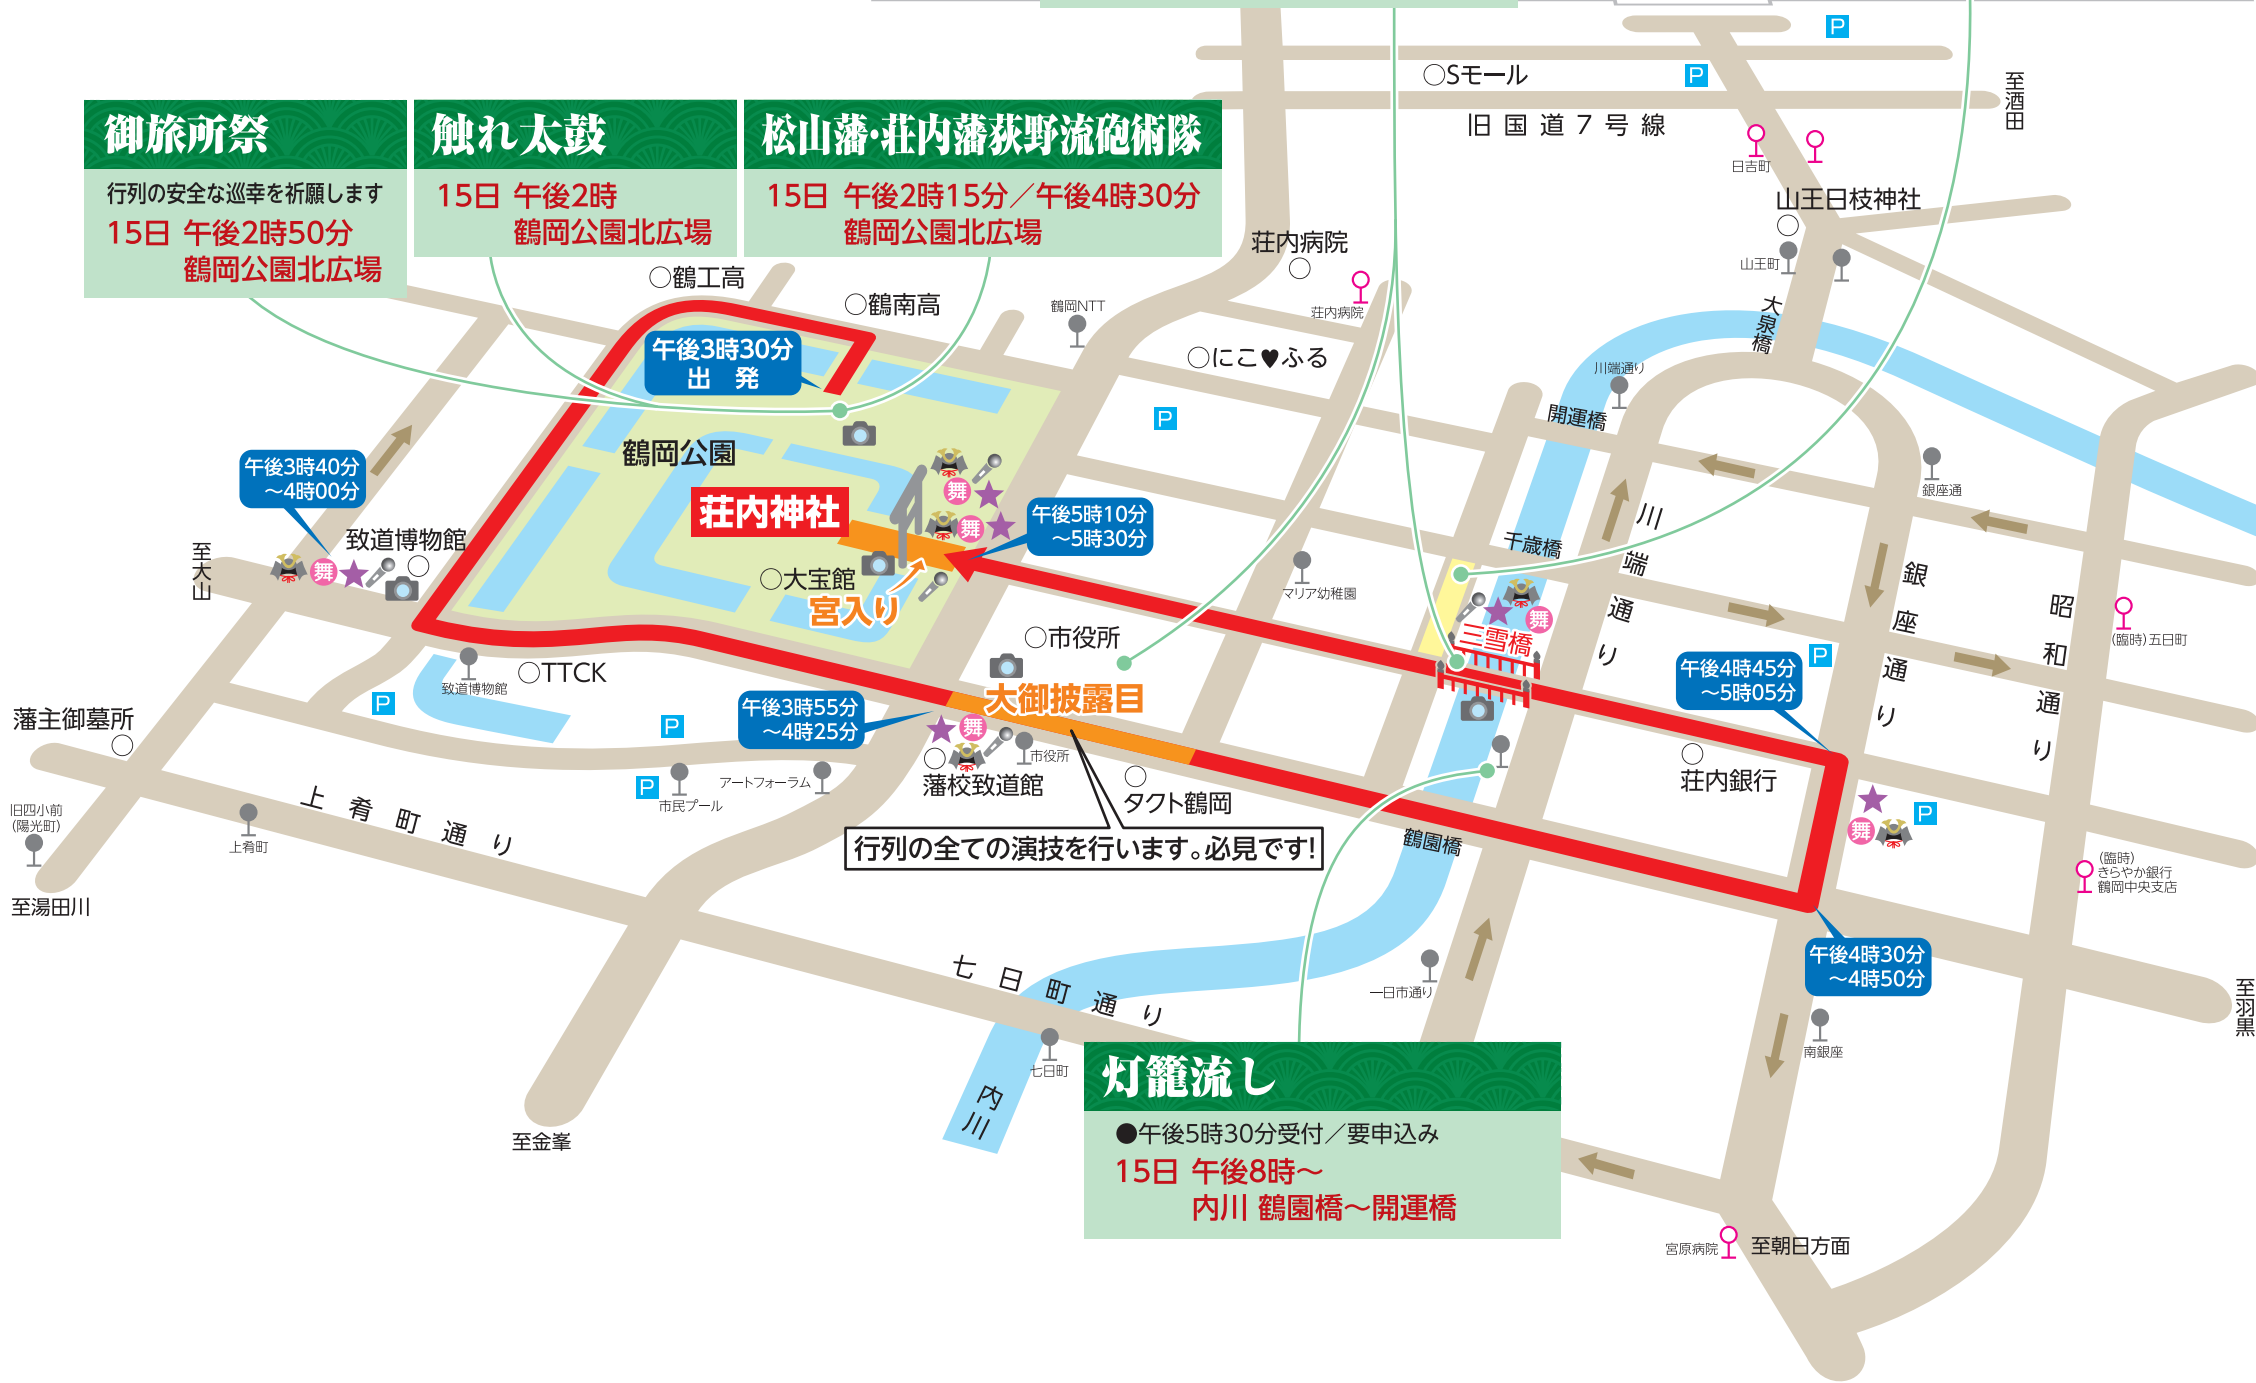 P
○Sモール
P
旧国道7号線
至酒田
日吉町
山王日枝神社
○
山王町
大泉橋
御旅所祭
行列の安全な巡幸を祈願します
15日 午後2時50分
鶴岡公園北広場
触れ太鼓
15日 午後2時
鶴岡公園北広場
松山藩・荘内藩荻野流砲術隊
15日 午後2時15分／午後4時30分
鶴岡公園北広場
荘内病院
○
荘内病院
○鶴工高
○鶴南高
鶴岡NTT
○にこ♥ふる
午後3時30分
出 発
川端通り
開運橋
P
鶴岡公園
午後3時40分
～4時00分
舞
荘内神社
舞
午後5時10分
～5時30分
銀座通
至大山
致道博物館
○
舞
○大宝館
宮入り
千歳橋
川端通り
銀座通り
昭和通り
マリア幼稚園
舞
三雪橋
(臨時)五日町
○市役所
致道博物館
○TTCK
P
P
P
午後4時45分
～5時05分
午後3時55分
～4時25分
大御披露目
舞
市役所
藩主御墓所
○
○
藩校致道館
○
タクト鶴岡
○
荘内銀行
P
市民プール
アートフォーラム
舞
P
旧四小前
(陽光町)
上肴町
上肴町通り
行列の全ての演技を行います。必見です!
鶴園橋
(臨時)
きらやか銀行
鶴岡中央支店
至湯田川
午後4時30分
～4時50分
七日町通り
一日市通り
至羽黒
七日町
南銀座
内川
至金峯
灯籠流し
●午後5時30分受付／要申込み
15日 午後8時～
内川 鶴園橋～開運橋
宮原病院
至朝日方面